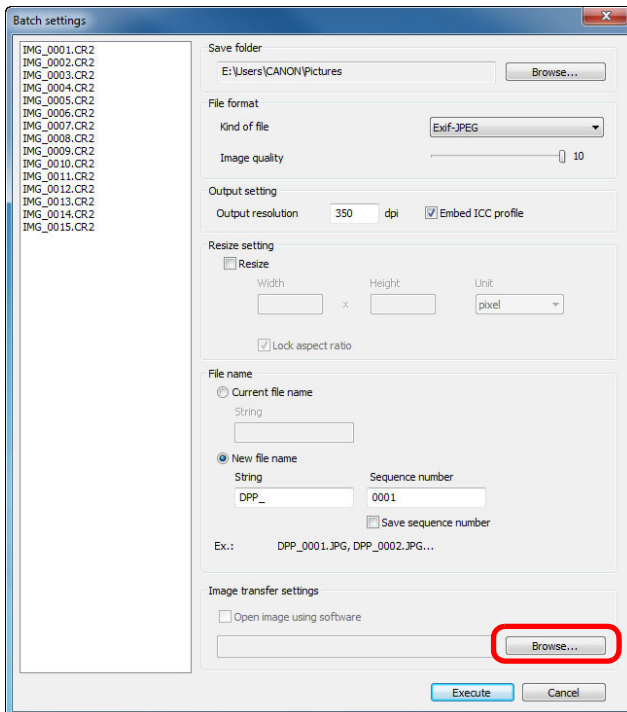 Batch settings
IMG_0001.CR2
IMG_0002.CR2
IMG_0003.CR2
IMG_0004.CR2
IMG_0005.CR2
IMG_0006.CR2
IMG_0007.CR2
IMG_0008.CR2
IMG_0009.CR2
IMG_0010.CR2
IMG_0011.CR2
IMG_0012.CR2
IMG_0013.CR2
IMG_0014.CR2
IMG_0015.CR2
Save folder
E:\Users\CANON\Pictures Browse...
File format
Kind of file Exif-JPEG
Image quality 10
Output setting
Output resolution 350 dpi Embed ICC profile
Resize setting
Resize
Width Height Unit
x pixel
Lock aspect ratio
File name
Current file name
String
New file name
String Sequence number
DPP_ 0001
Save sequence number
Ex.: DPP_0001.JPG, DPP_0002.JPG...
Image transfer settings
Open image using software
Browse...
Execute Cancel